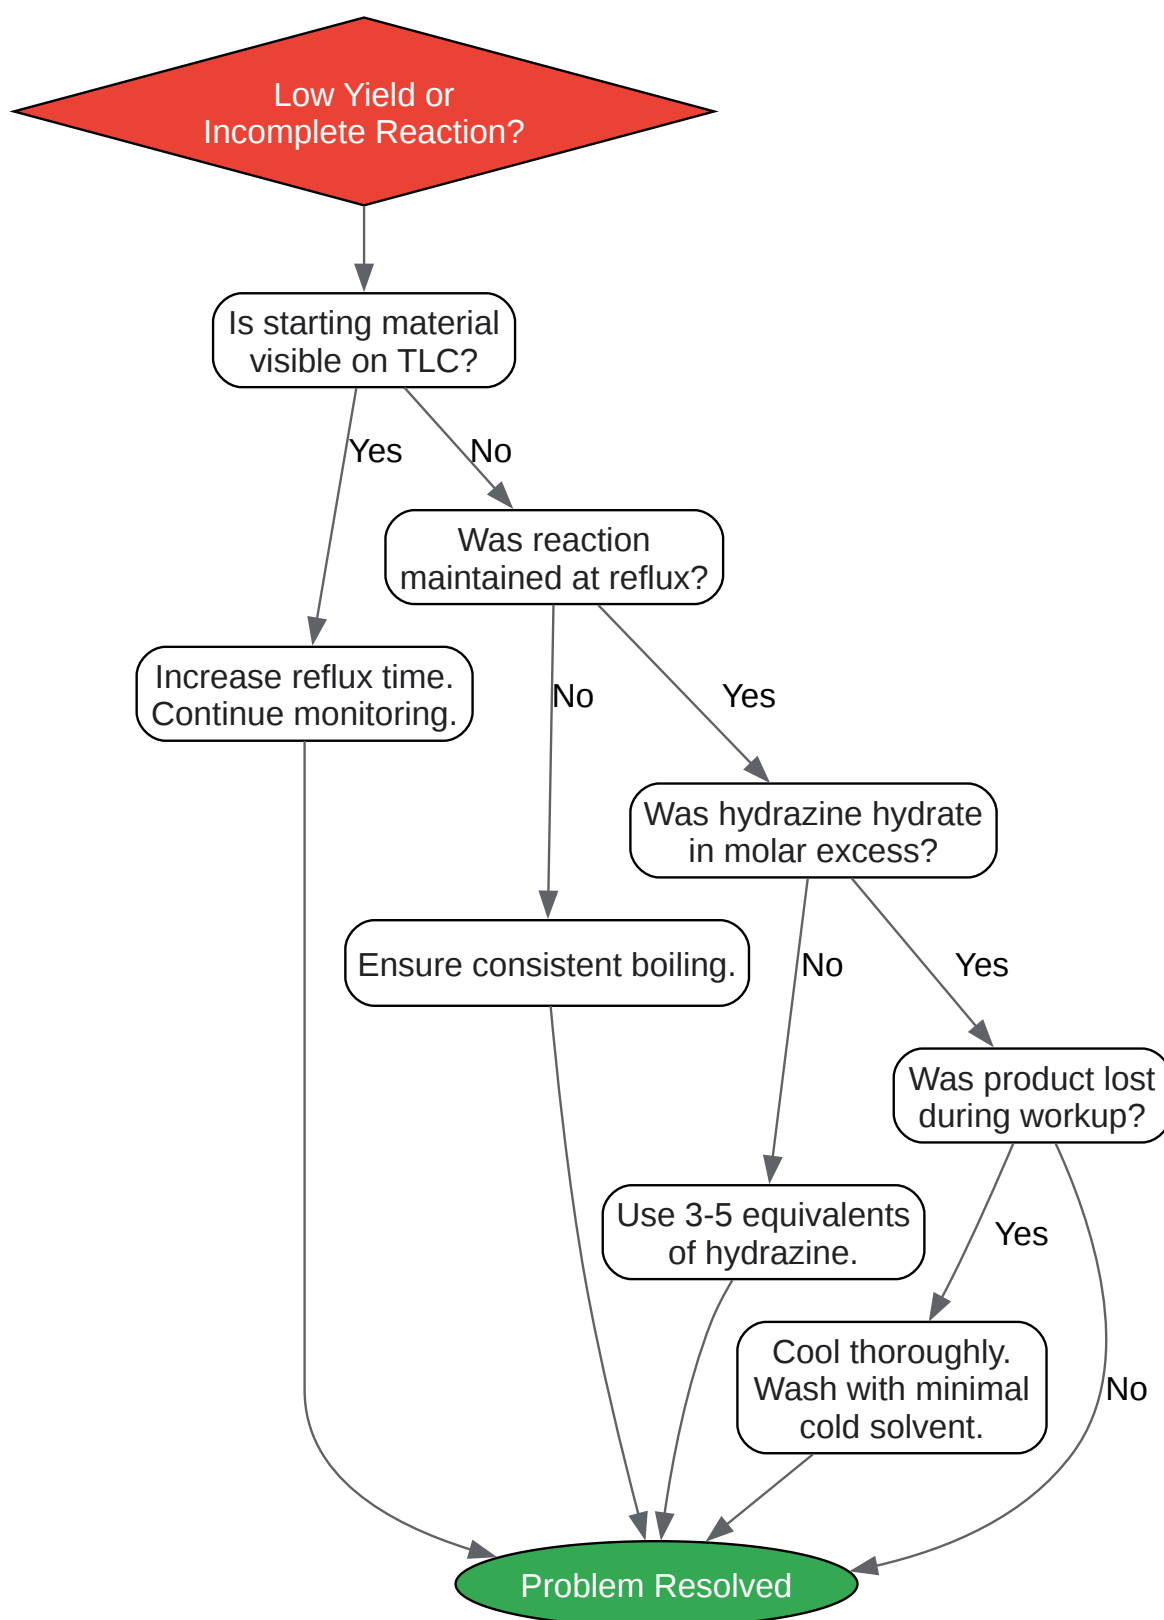 Low Yield or
Incomplete Reaction?
Is starting material
visible on TLC?
Yes
No
Was reaction
maintained at reflux?
Increase reflux time.
Continue monitoring.
No
Yes
Was hydrazine hydrate
in molar excess?
Ensure consistent boiling.
No
Yes
Was product lost
during workup?
Use 3-5 equivalents
of hydrazine.
Yes
Cool thoroughly.
Wash with minimal
cold solvent.
No
Problem Resolved